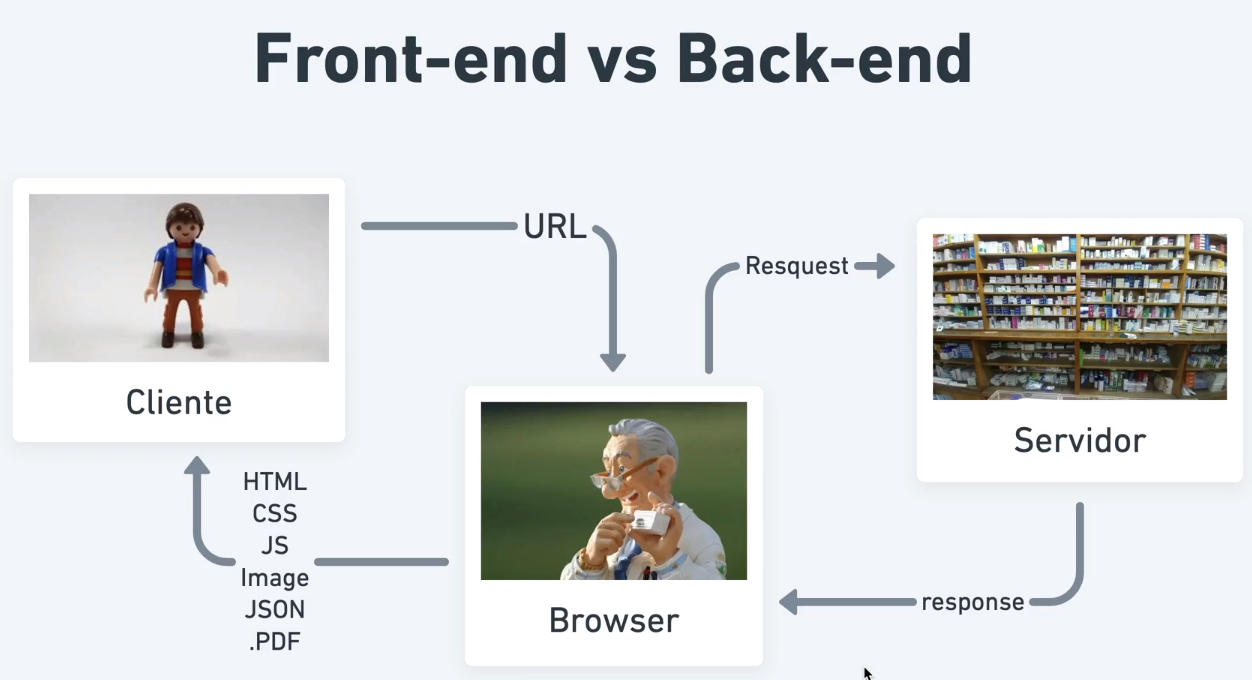 Front-end vs Back-end
URL
Resquest
Cliente
Servidor
HTML
CSS
JS
Image
JSON
.PDF
Browser
response